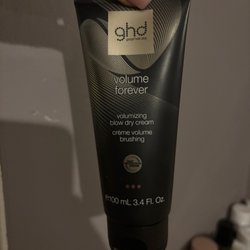 ghd
volume
forever
volumizing
blow dry cream
crème volume
brushing
℮100 mL 3.4 Fl. Oz.